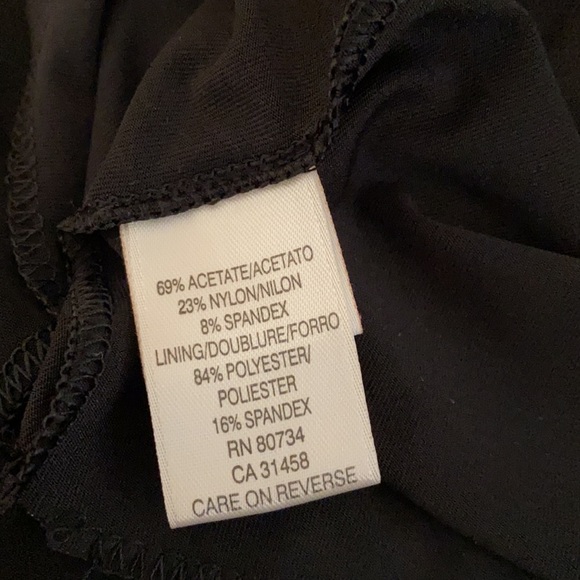 69% ACETATE/ACETATO
23% NYLON/NILON
8% SPANDEX
LINING/DOUBLURE/FORRO
84% POLYESTER/
POLIESTER
16% SPANDEX
RN 80734
CA 31458
CARE ON REVERSE